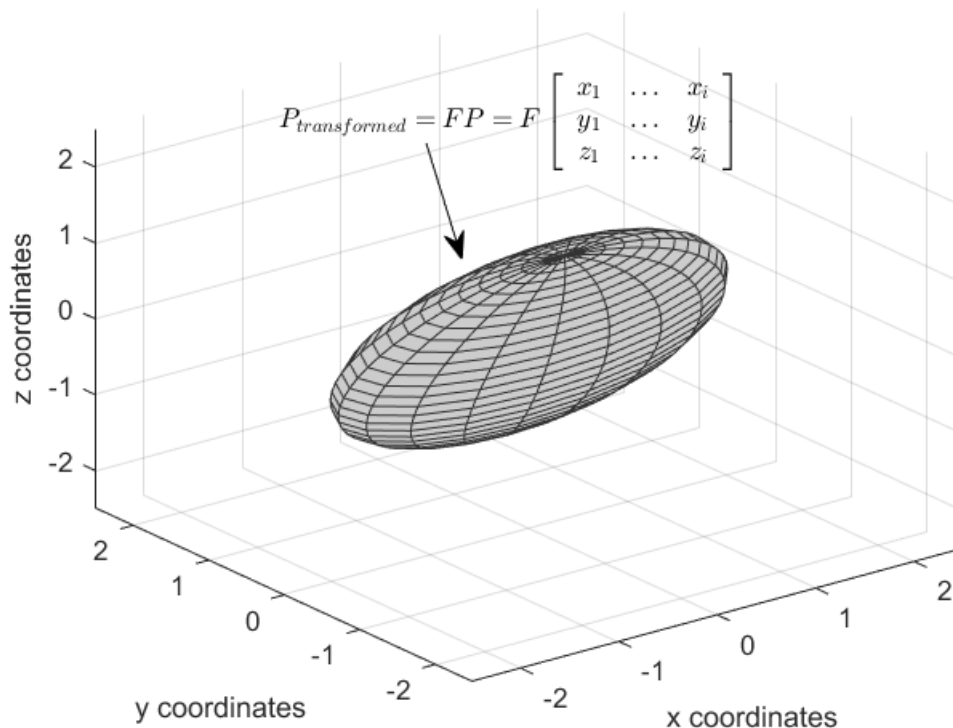 P_{transformed} = FP = F [ x_1 … x_i
y_1 … y_i
z_1 … z_i ]
2
1
0
-1
-2
z coordinates
2
1
0
-1
-2
y coordinates
-2
-1
0
1
2
x coordinates